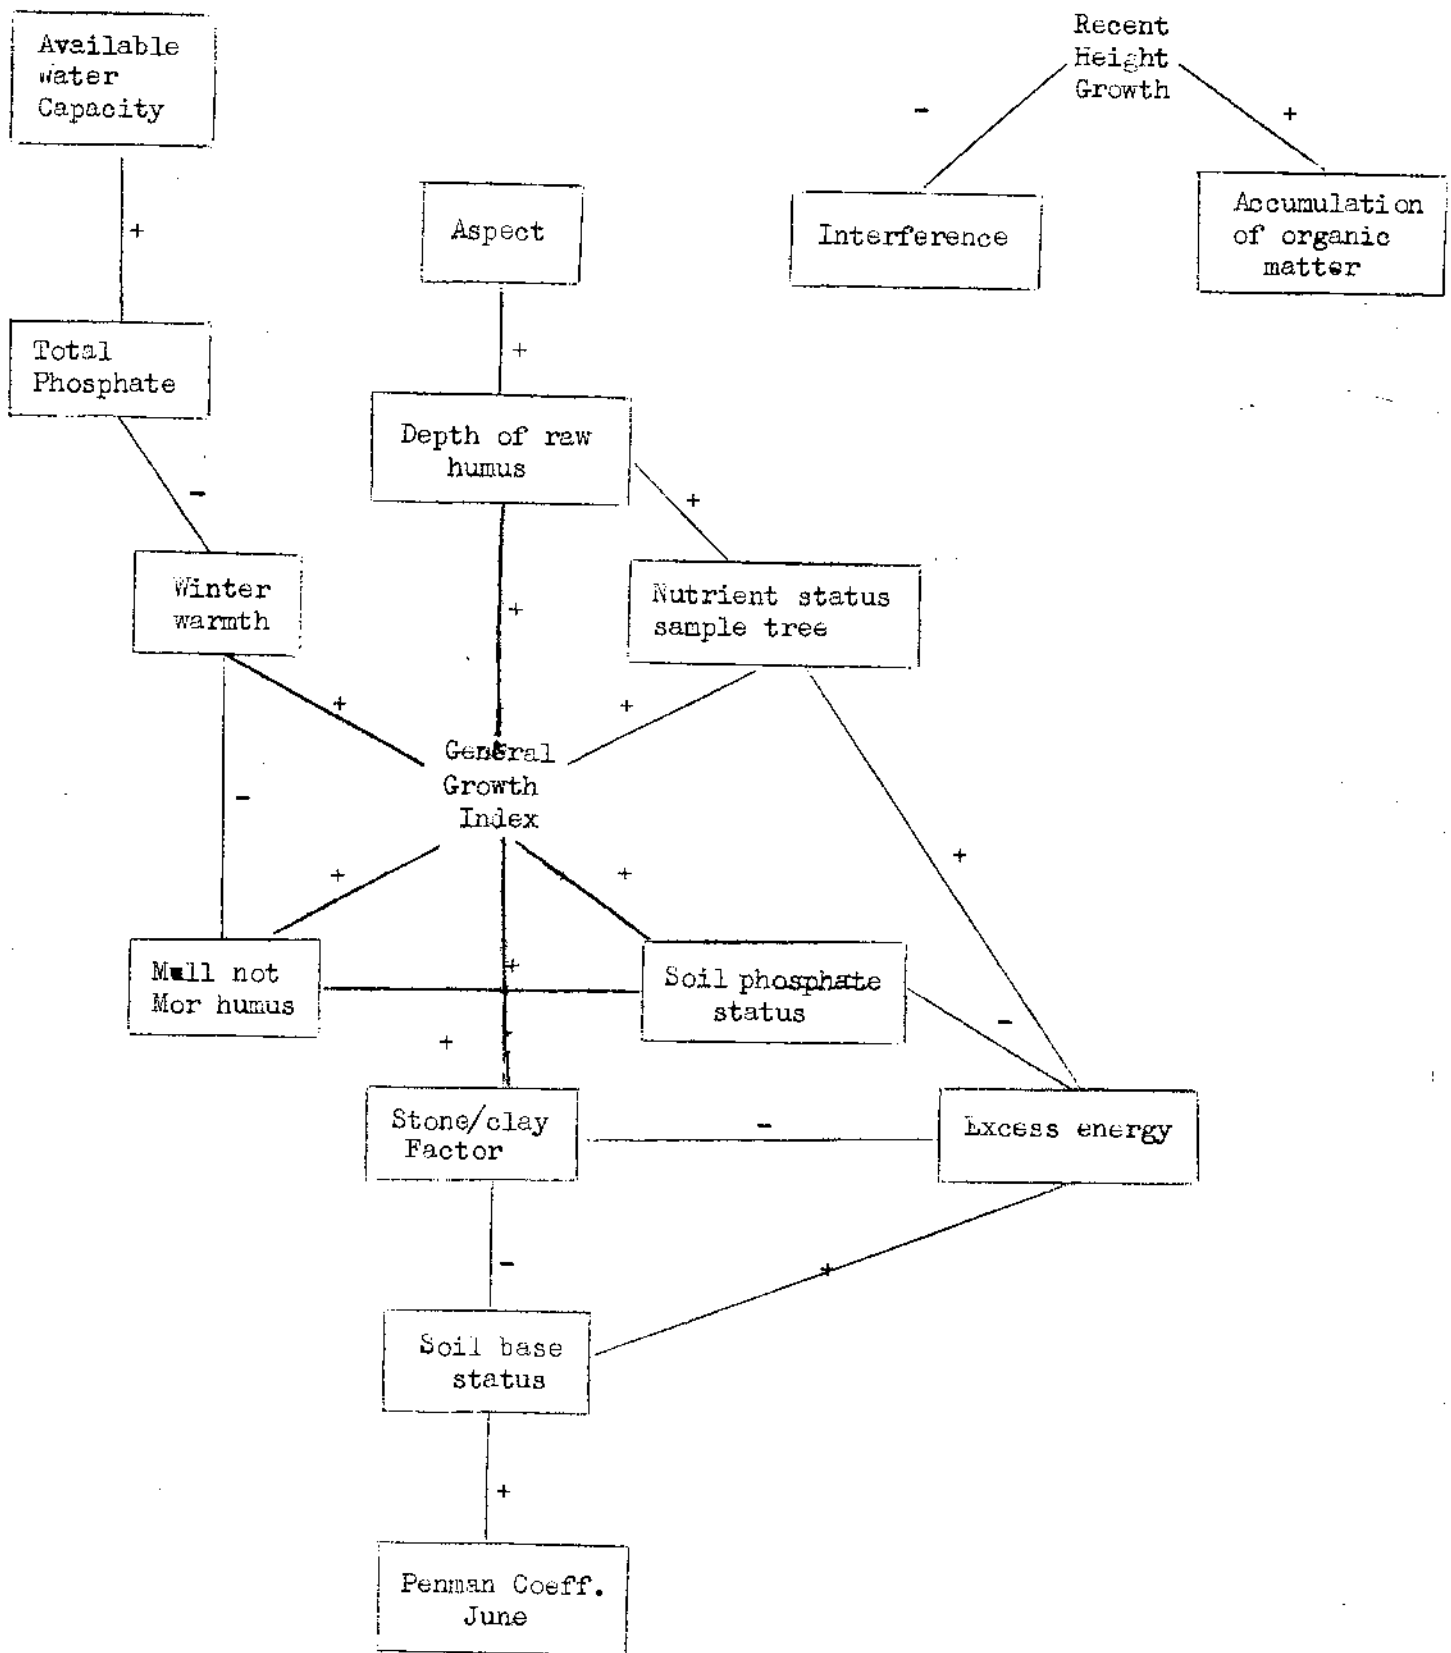 Available
Water
Capacity
Recent
Height
Growth
-
+
Accumulation
of organic
matter
Interference
Aspect
+
+
Total
Phosphate
Depth of raw
humus
-
+
Winter
warmth
+
Nutrient status
sample tree
+
+
General
Growth
Index
-
+
+
+
Mull not
Mor humus
+
Soil phosphate
status
-
+
Stone/clay
Factor
-
Excess energy
-
+
Soil base
status
+
Penman Coeff.
June